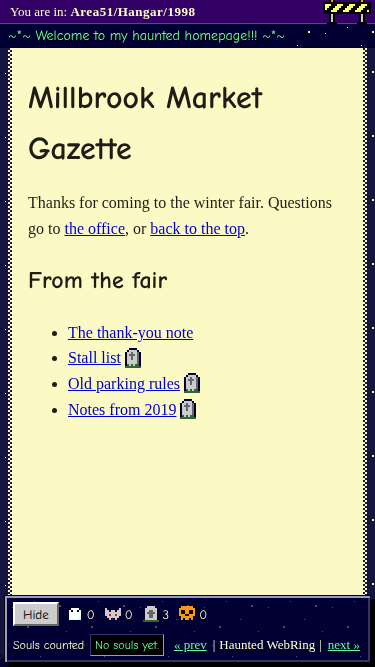 You are in: Area51/Hangar/1998
~*~ Welcome to my haunted homepage!!! ~*~
Millbrook Market
Gazette
Thanks for coming to the winter fair. Questions
go to the office, or back to the top.
From the fair
The thank-you note
Stall list
Old parking rules
Notes from 2019
Hide 0 0 3 0
Souls counted No souls yet. « prev | Haunted WebRing | next »